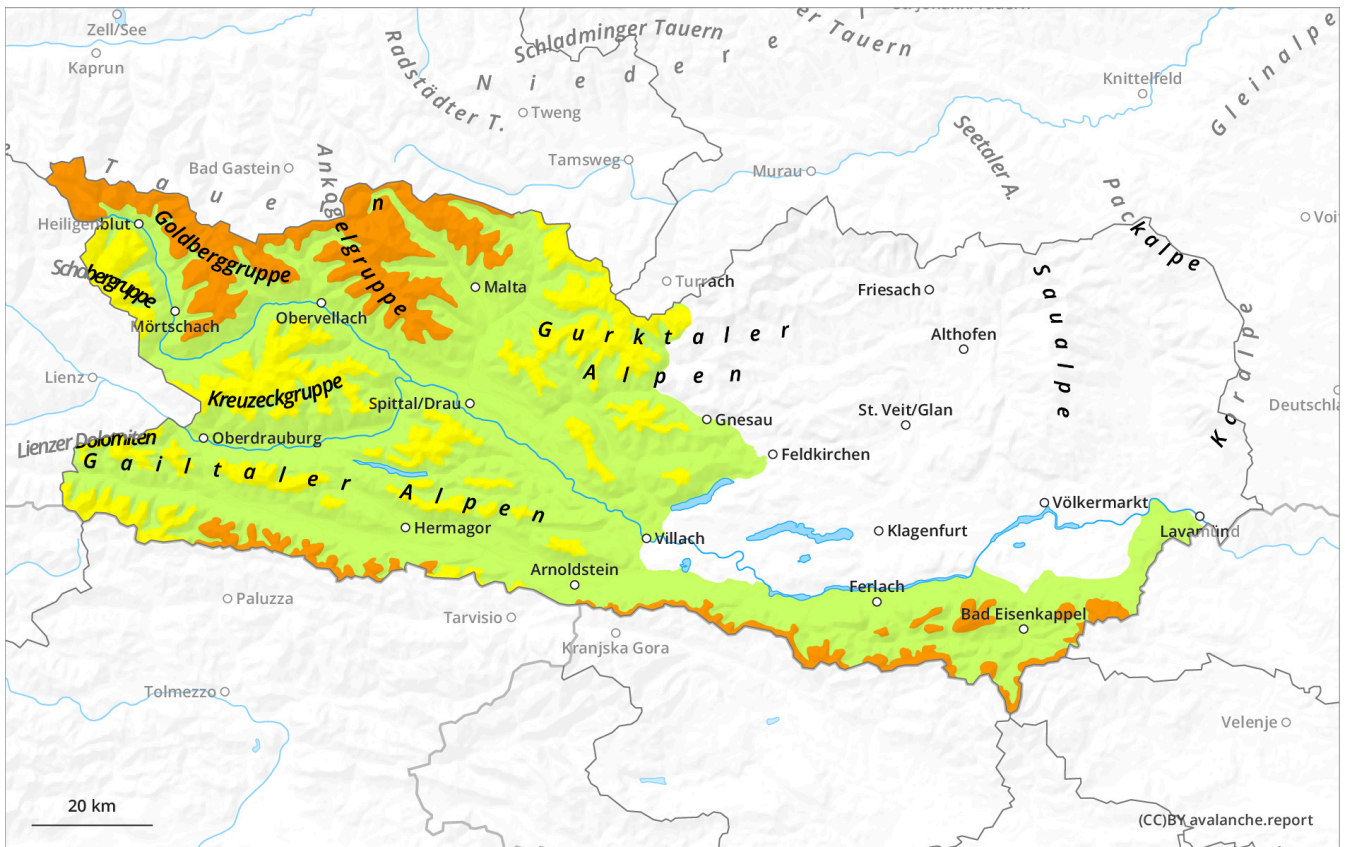 Zell/See
Kaprun
Radstädter T.
Schladminger Tauern
Niedere
er Tauern
Knittelfeld
Gleinalpe
Tweng
Seetaler A.
Tamsweg
Murau
Bad Gastein
Tauern
Ankogelgruppe
Packalpe
Voi
Heiligenblut
Goldberggruppe
Schobergruppe
Mörtschach
Obervellach
Malta
Turrach
Friesach
Saualpe
Gurktaler
Alpen
Althofen
Koralpe
Lienz
Kreuzeckgruppe
Spittal/Drau
Gnesau
St. Veit/Glan
Deutschla
Lienzer Dolomiten
Oberdrauburg
Gailtaler Alpen
Feldkirchen
Hermagor
Villach
Klagenfurt
Völkermarkt
Lavamünd
Arnoldstein
Ferlach
Bad Eisenkappel
Paluzza
Tarvisio
Kranjska Gora
Tolmezzo
Velenje
20 km
(CC)BY avalanche.report